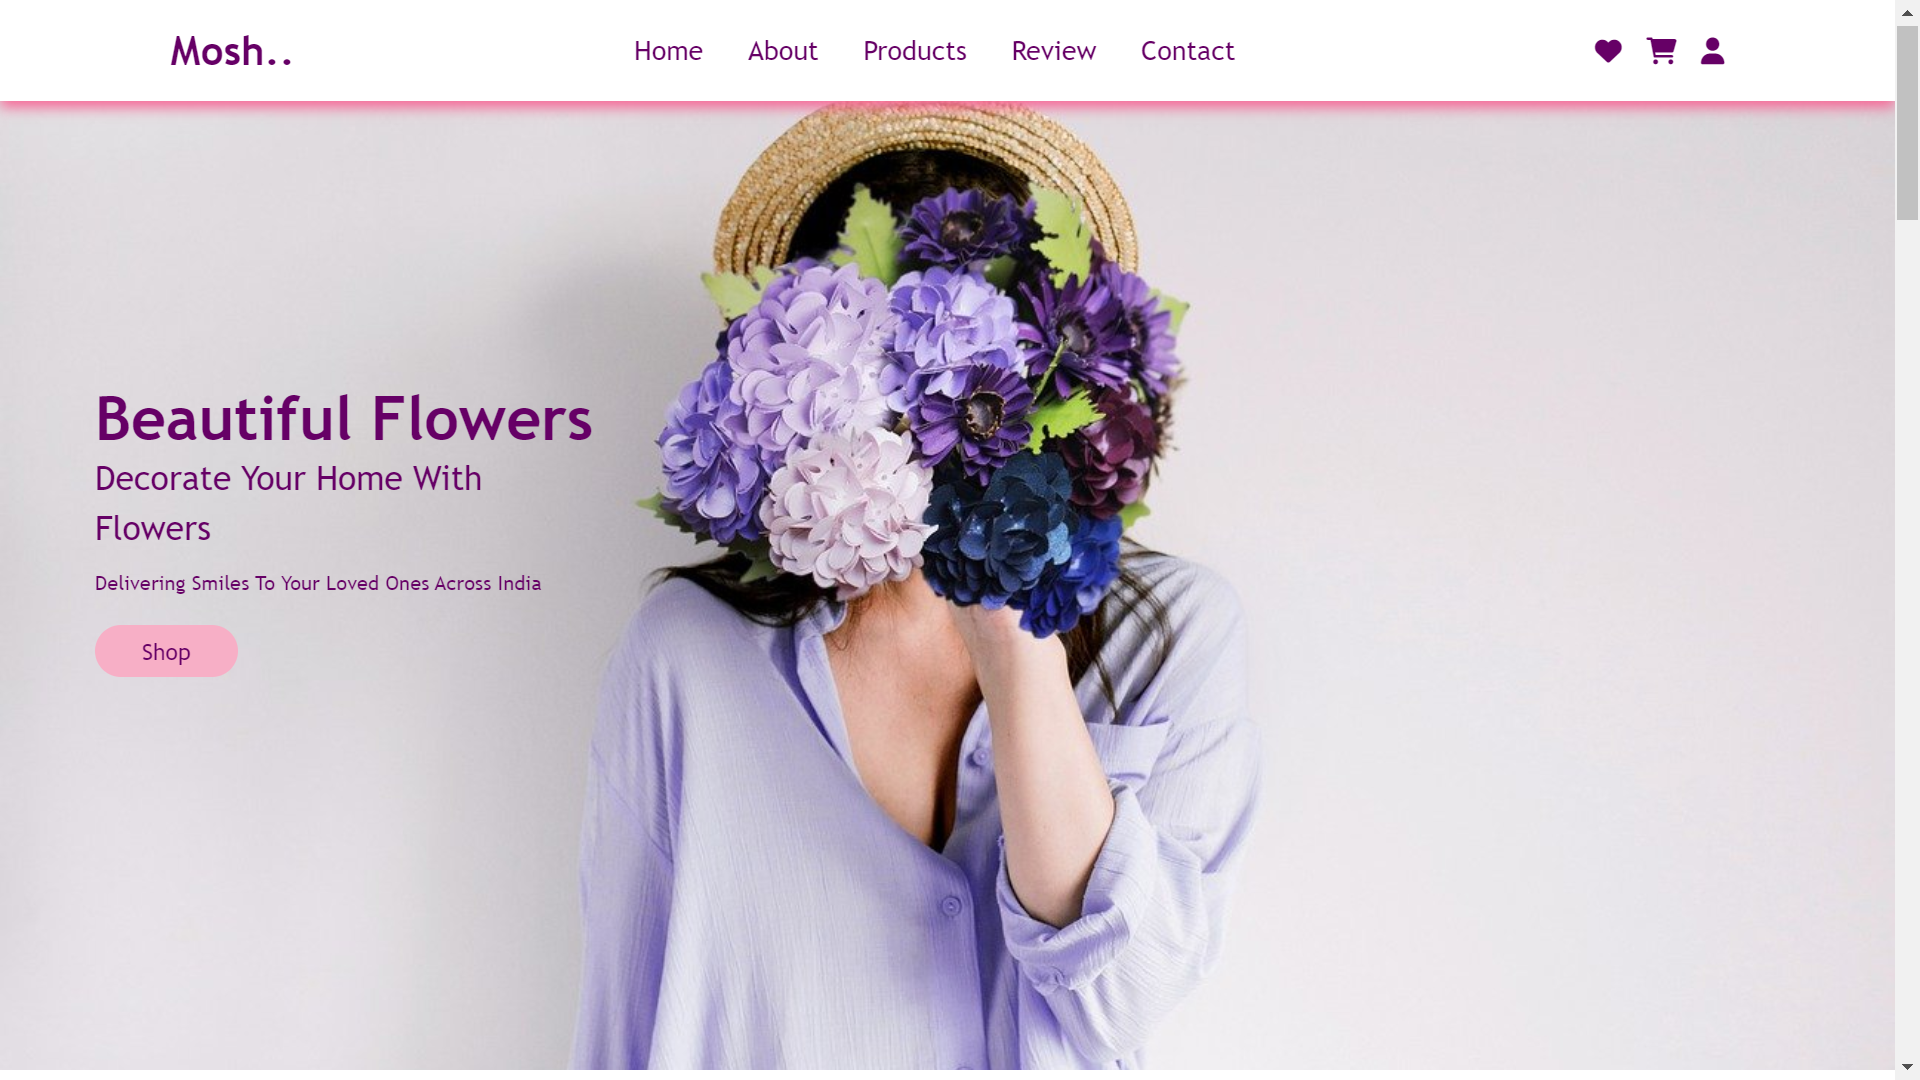 Mosh..
Home
About
Products
Review
Contact
Beautiful Flowers
Decorate Your Home With
Flowers
Delivering Smiles To Your Loved Ones Across India
Shop